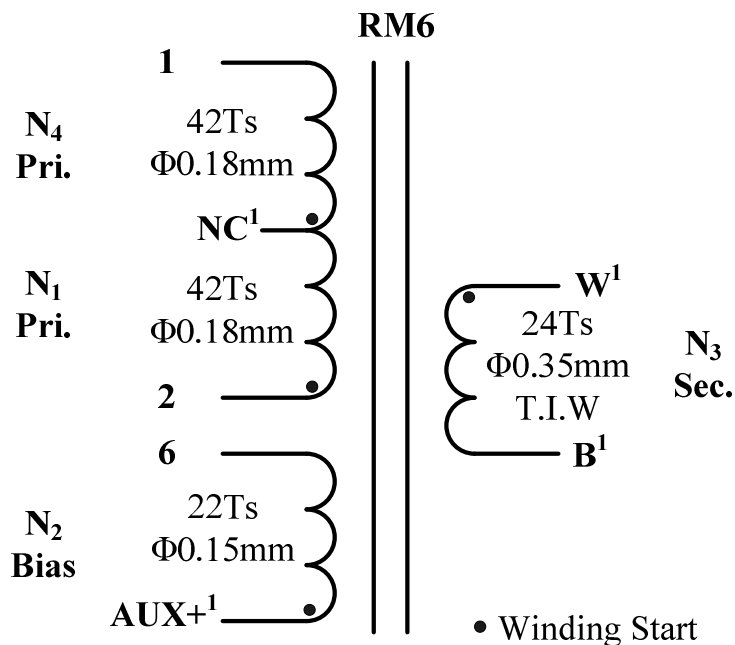 RM6
1
N4
Pri.
42Ts
Φ0.18mm
NC1
N1
Pri.
42Ts
Φ0.18mm
2
6
N2
Bias
22Ts
Φ0.15mm
AUX+1
W1
24Ts
Φ0.35mm
T.I.W
N3
Sec.
B1
Winding Start